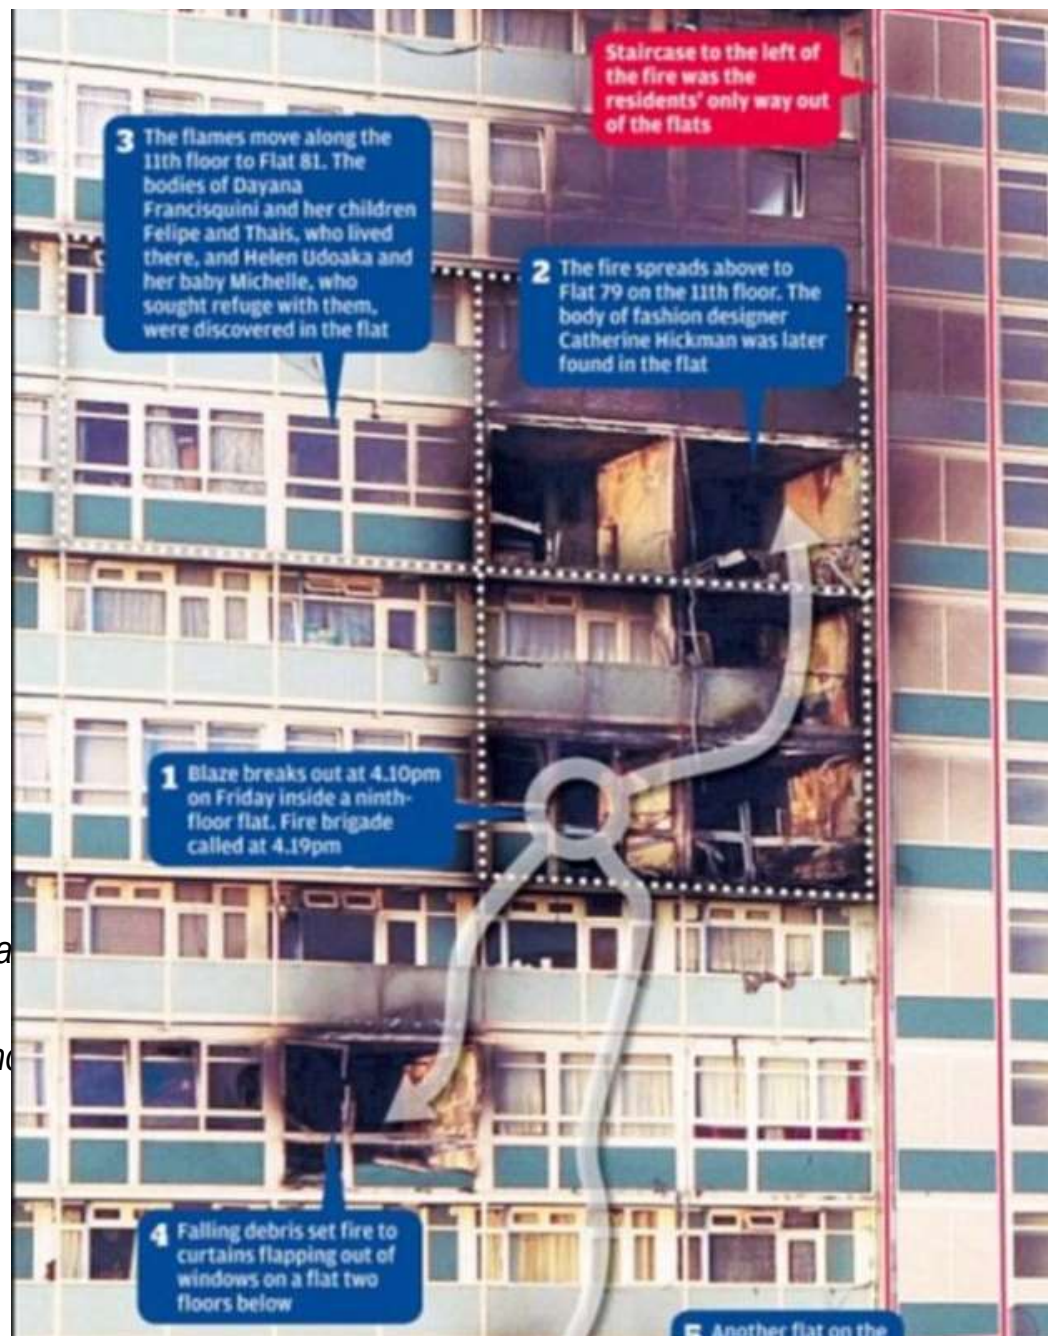 Staircase to the left of
the fire was the
residents' only way out
of the flats
3 The flames move along the
11th floor to Flat 81. The
bodies of Dayana
Francisquini and her children
Felipe and Thais, who lived
there, and Helen Udoaka and
her baby Michelle, who
sought refuge with them,
were discovered in the flat
2 The fire spreads above to
Flat 79 on the 11th floor. The
body of fashion designer
Catherine Hickman was later
found in the flat
1 Blaze breaks out at 4.10pm
on Friday inside a ninth-
floor flat. Fire brigade
called at 4.19pm
4 Falling debris set fire to
curtains flapping out of
windows on a flat two
floors below
5 Another flat on the